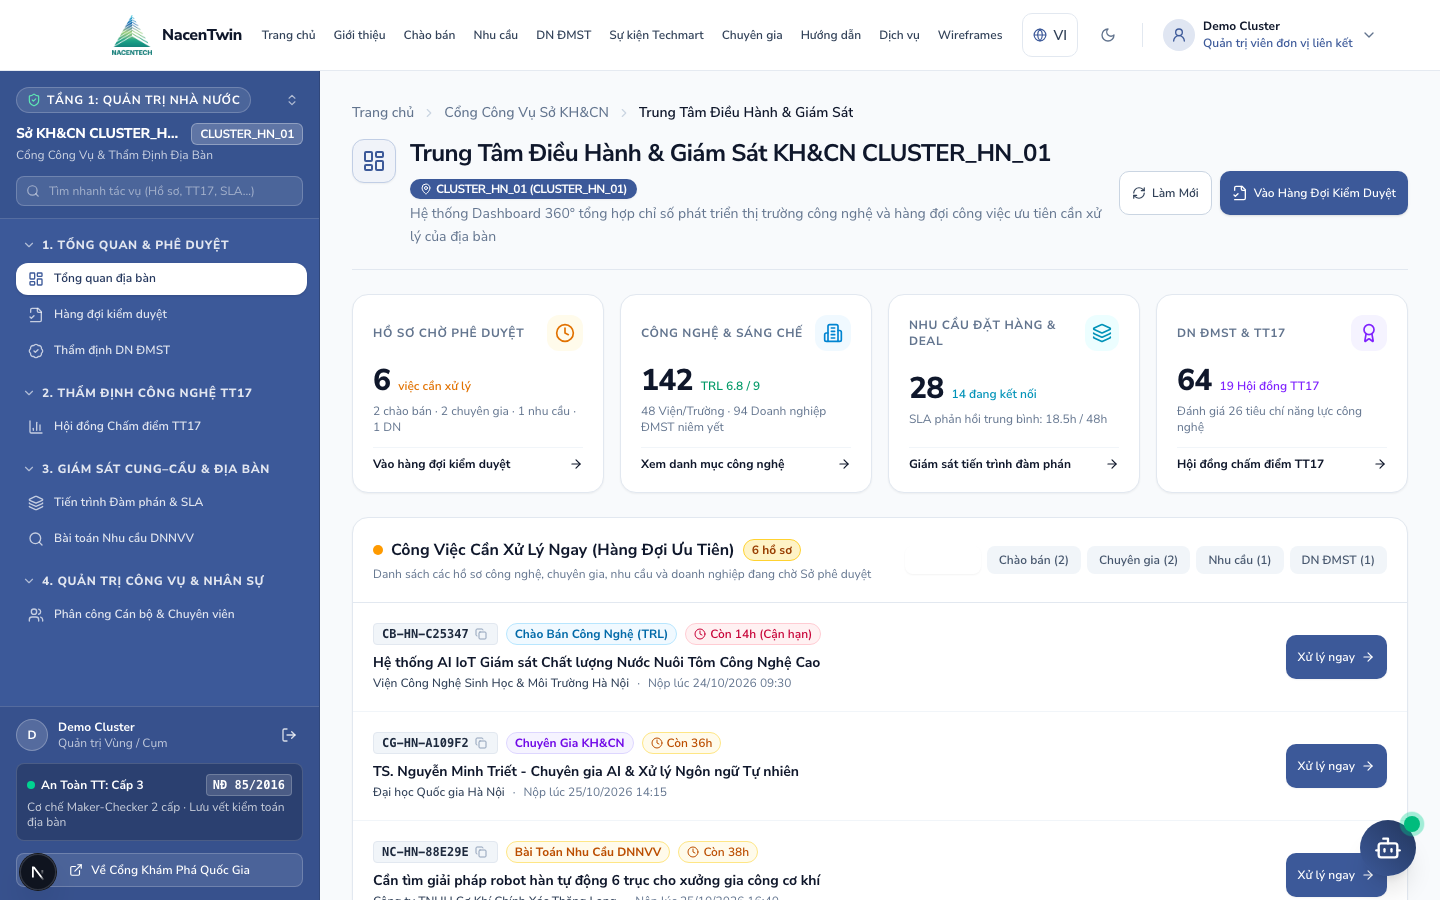 NACENTECH
NacenTwin
Trang chủ
Giới thiệu
Chào bán
Nhu cầu
DN ĐMST
Sự kiện Techmart
Chuyên gia
Hướng dẫn
Dịch vụ
Wireframes
VI
Demo Cluster
Quản trị viên đơn vị liên kết
TẦNG 1: QUẢN TRỊ NHÀ NƯỚC
Sở KH&CN CLUSTER_H...
CLUSTER_HN_01
Cổng Công Vụ & Thẩm Định Địa Bàn
Tìm nhanh tác vụ (Hồ sơ, TT17, SLA...)
1. TỔNG QUAN & PHÊ DUYỆT
Tổng quan địa bàn
Hàng đợi kiểm duyệt
Thẩm định DN ĐMST
2. THẨM ĐỊNH CÔNG NGHỆ TT17
Hội đồng Chấm điểm TT17
3. GIÁM SÁT CUNG–CẦU & ĐỊA BÀN
Tiến trình Đàm phán & SLA
Bài toán Nhu cầu DNNVV
4. QUẢN TRỊ CÔNG VỤ & NHÂN SỰ
Phân công Cán bộ & Chuyên viên
D
Demo Cluster
Quản trị Vùng / Cụm
An Toàn TT: Cấp 3
NĐ 85/2016
Cơ chế Maker-Checker 2 cấp · Lưu vết kiểm toán
địa bàn
N
Về Cổng Khám Phá Quốc Gia
Trang chủ
Cổng Công Vụ Sở KH&CN
Trung Tâm Điều Hành & Giám Sát
Trung Tâm Điều Hành & Giám Sát KH&CN CLUSTER_HN_01
CLUSTER_HN_01 (CLUSTER_HN_01)
Hệ thống Dashboard 360° tổng hợp chỉ số phát triển thị trường công nghệ và hàng đợi công việc ưu tiên cần xử
lý của địa bàn
Làm Mới
Vào Hàng Đợi Kiểm Duyệt
HỒ SƠ CHỜ PHÊ DUYỆT
6 việc cần xử lý
2 chào bán · 2 chuyên gia · 1 nhu cầu ·
1 DN
Vào hàng đợi kiểm duyệt
CÔNG NGHỆ & SÁNG CHẾ
142 TRL 6.8 / 9
48 Viện/Trường · 94 Doanh nghiệp
ĐMST niêm yết
Xem danh mục công nghệ
NHU CẦU ĐẶT HÀNG &
DEAL
28 14 đang kết nối
SLA phản hồi trung bình: 18.5h / 48h
Giám sát tiến trình đàm phán
DN ĐMST & TT17
64 19 Hội đồng TT17
Đánh giá 26 tiêu chí năng lực công
nghệ
Hội đồng chấm điểm TT17
Công Việc Cần Xử Lý Ngay (Hàng Đợi Ưu Tiên)
6 hồ sơ
Danh sách các hồ sơ công nghệ, chuyên gia, nhu cầu và doanh nghiệp đang chờ Sở phê duyệt
Chào bán (2)
Chuyên gia (2)
Nhu cầu (1)
DN ĐMST (1)
CB-HN-C25347
Chào Bán Công Nghệ (TRL)
Còn 14h (Cận hạn)
Hệ thống AI IoT Giám sát Chất lượng Nước Nuôi Tôm Công Nghệ Cao
Viện Công Nghệ Sinh Học & Môi Trường Hà Nội · Nộp lúc 24/10/2026 09:30
Xử lý ngay
CG-HN-A109F2
Chuyên Gia KH&CN
Còn 36h
TS. Nguyễn Minh Triết - Chuyên gia AI & Xử lý Ngôn ngữ Tự nhiên
Đại học Quốc gia Hà Nội · Nộp lúc 25/10/2026 14:15
Xử lý ngay
NC-HN-88E29E
Bài Toán Nhu Cầu DNNVV
Còn 38h
Cần tìm giải pháp robot hàn tự động 6 trục cho xưởng gia công cơ khí
Công ty TNHH Cơ Khí Chính Xác Thăng Long · Nộp lúc 25/10/2026 16:40
Xử lý ngay